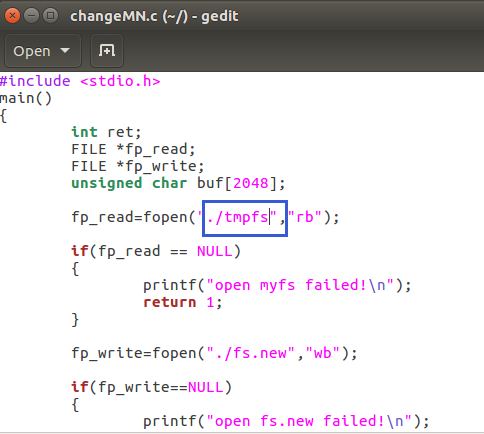 changeMN.c (~/) - gedit
Open
#include <stdio.h>
main()
{
        int ret;
        FILE *fp_read;
        FILE *fp_write;
        unsigned char buf[2048];

        fp_read=fopen("./tmpfs","rb");

        if(fp_read == NULL)
        {
                printf("open myfs failed!\n");
                return 1;
        }

        fp_write=fopen("./fs.new","wb");

        if(fp_write==NULL)
        {
                printf("open fs.new failed!\n");